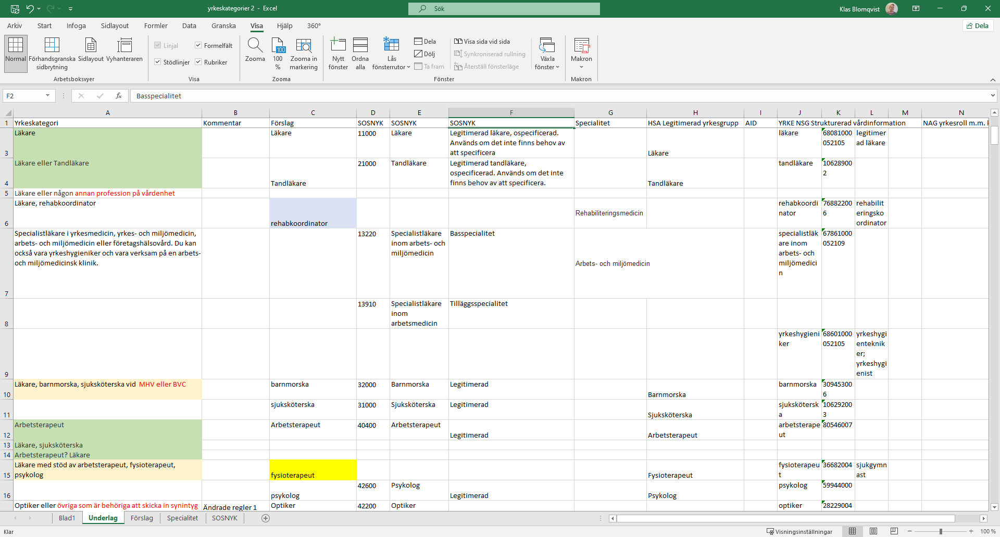 yrkeskategorier 2 - Excel
Sök
Klas Blomqvist
Arkiv Start Infoga Sidlayout Formler Data Granska Visa Hjälp 360°
Dela
Normal Förhandsgranska sidbrytning Sidlayout Vyhanteraren
Linjal Formelfält
Stödlinjer Rubriker
Zooma 100 % Zooma in markering
Nytt fönster Ordna alla Lås fönsterrutor
Dela
Dölj
Ta fram
Visa sida vid sida
Synkroniserad rullning
Återställ fönsterläge
Växla fönster
Makron
Arbetsboksvyer Visa Zooma Fönster Makron
F2 fx Basspecialitet
A B C D E F G H I J K L M N
1 Yrkeskategori Kommentar Förslag SOSNYK SOSNYK SOSNYK Specialitet HSA Legitimerad yrkesgrupp AID YRKE NSG Strukturerad vårdinformation NAG yrkesroll m.m.
3 Läkare Läkare 11000 Läkare Legitimerad läkare, ospecificerad. Används om det inte finns behov av att specificera Läkare läkare 68081000052105 legitimerad läkare
4 Läkare eller Tandläkare Tandläkare 21000 Tandläkare Legitimerad tandläkare, ospecificerad. Används om det inte finns behov av att specificera. Tandläkare tandläkare 106289002
5 Läkare eller någon annan profession på vårdenhet
6 Läkare, rehabkoordinator rehabkoordinator Rehabiliteringsmedicin rehabkoordinator 768822006 rehabiliteringskoordinator
7 Specialistläkare i yrkesmedicin, yrkes- och miljömedicin, arbets- och miljömedicin eller företagshälsovård. Du kan också vara yrkeshygieniker och vara verksam på en arbets- och miljömedicinsk klinik. 13220 Specialistläkare inom arbets- och miljömedicin Basspecialitet Arbets- och miljömedicin specialistläkare inom arbets- och miljömedicin 67861000052109
8 13910 Specialistläkare inom arbetsmedicin Tilläggsspecialitet
9 yrkeshygieniker 68601000052105 yrkeshygientekniker; yrkeshygienist
10 Läkare, barnmorska, sjuksköterska vid MHV eller BVC barnmorska 32000 Barnmorska Legitimerad Barnmorska barnmorska 309453006
11 sjuksköterska 31000 Sjuksköterska Legitimerad Sjuksköterska sjuksköterska 106292003
12 Arbetsterapeut Arbetsterapeut 40400 Arbetsterapeut Legitimerad Arbetsterapeut arbetsterapeut 80546007
13 Läkare, sjuksköterska
14 Arbetsterapeut? Läkare
15 Läkare med stöd av arbetsterapeut, fysioterapeut, psykolog fysioterapeut Fysioterapeut fysioterapeut 36682004 sjukgymnast
16 psykolog 42600 Psykolog Legitimerad Psykolog psykolog 59944000
Optiker eller övriga som är behöriga att skicka in synintyg Ändrade regler 1 Optiker 42200 Optiker optiker 28229004
Blad1 Underlag Förslag Specialitet SOSNYK
Klar Visningsinställningar 100 %